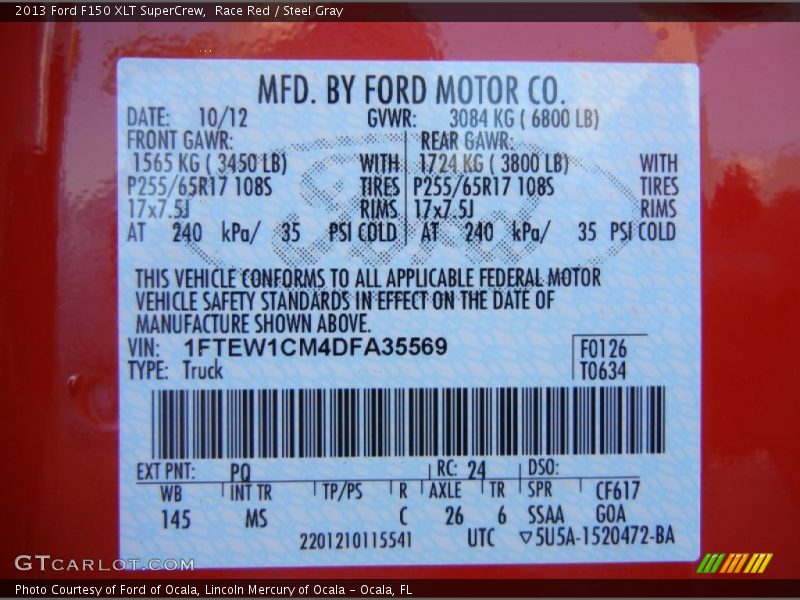 2013 Ford F150 XLT SuperCrew,  Race Red / Steel Gray
MFD. BY FORD MOTOR CO.
DATE: 10/12 GVWR: 3084 KG ( 6800 LB)
FRONT GAWR: REAR GAWR:
1565 KG ( 3450 LB) WITH 1724 KG ( 3800 LB) WITH
P255/65R17 108S TIRES P255/65R17 108S TIRES
17x7.5J RIMS 17x7.5J RIMS
AT 240 kPa/ 35 PSI COLD AT 240 kPa/ 35 PSI COLD
THIS VEHICLE CONFORMS TO ALL APPLICABLE FEDERAL MOTOR
VEHICLE SAFETY STANDARDS IN EFFECT ON THE DATE OF
MANUFACTURE SHOWN ABOVE.
VIN: 1FTEW1CM4DFA35569 F0126
TYPE: Truck T0634
EXT PNT: PQ RC: 24 DSO:
WB INT TR TP/PS R AXLE TR SPR CF617
145 MS C 26 6 SSAA GOA
2201210115541 UTC ▽5U5A-1520472-BA
GTCARLOT.COM
Photo Courtesy of Ford of Ocala, Lincoln Mercury of Ocala - Ocala, FL